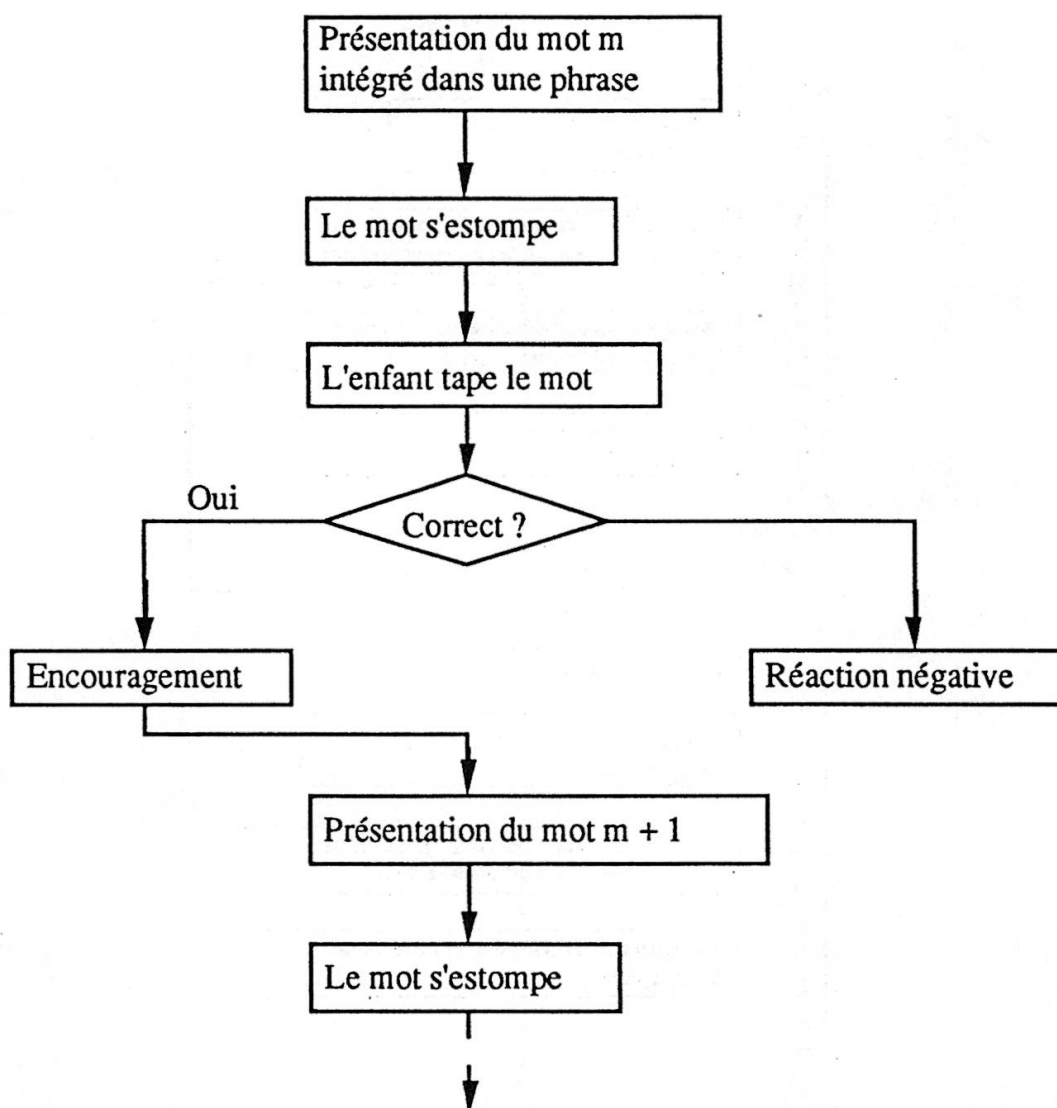 Présentation du mot m
intégré dans une phrase
Le mot s'estompe
L'enfant tape le mot
Oui
Correct ?
Encouragement
Réaction négative
Présentation du mot m + 1
Le mot s'estompe